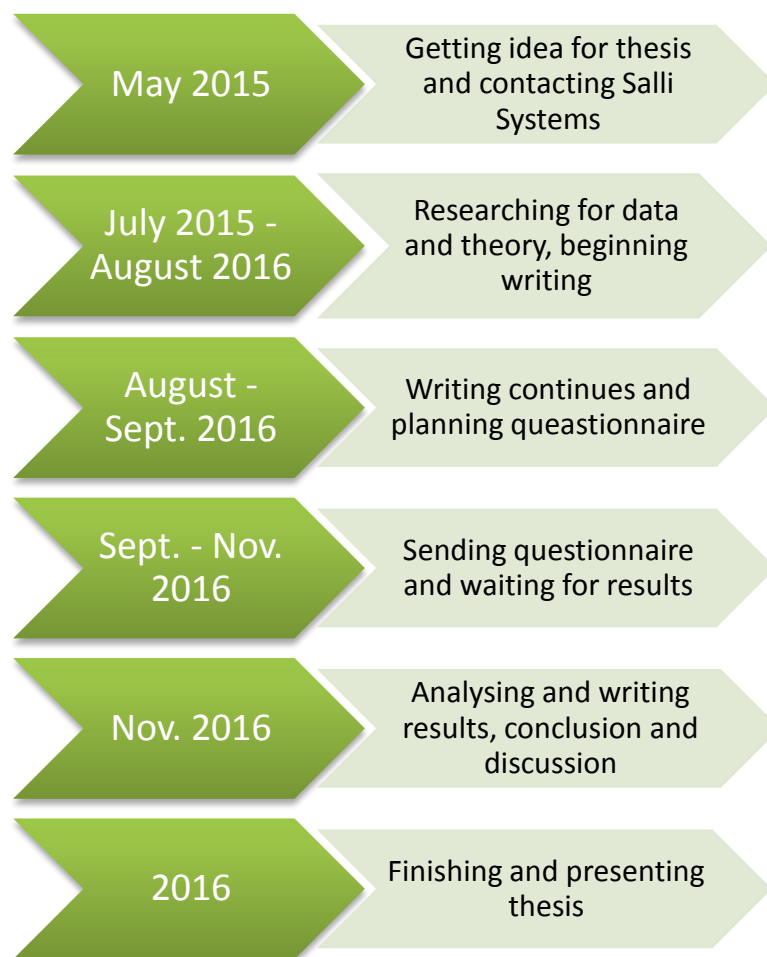 May 2015
Getting idea for thesis
and contacting Salli
Systems
July 2015 -
August 2016
Researching for data
and theory, beginning
writing
August -
Sept. 2016
Writing continues and
planning queastionnaire
Sept. - Nov.
2016
Sending questionnaire
and waiting for results
Nov. 2016
Analysing and writing
results, conclusion and
discussion
2016
Finishing and presenting
thesis